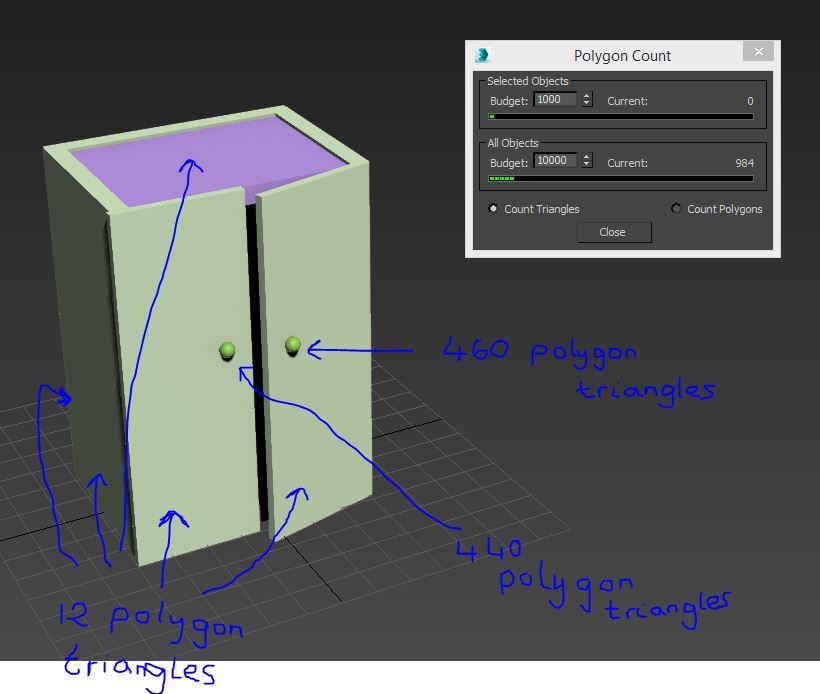 Polygon Count
Selected Objects
Budget: 1000 Current: 0
All Objects
Budget: 10000 Current: 984
Count Triangles Count Polygons
Close
460 polygon
triangles
440
polygon
triangles
12 polygon
triangles